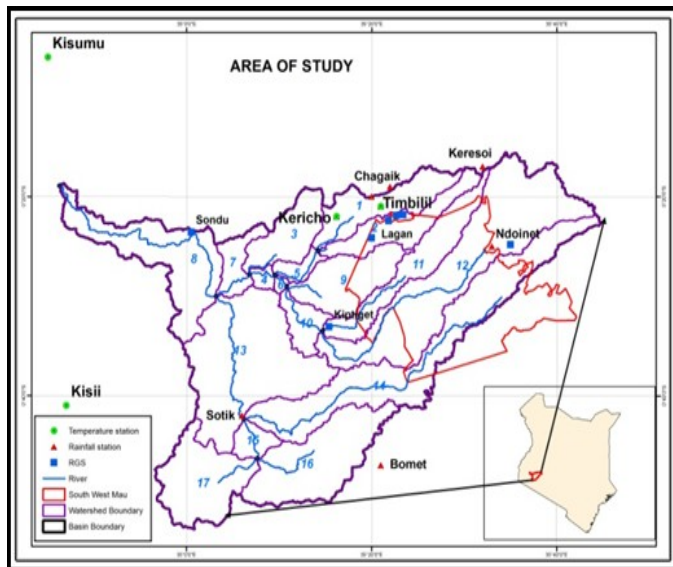 Kisumu
AREA OF STUDY
Keresoi
Chagaik
Timbilil
1
Kericho
Sondu
3
2
Lagan
Ndoinet
8
7
4
5
6
9
11
12
10
Kiptiget
13
14
Kisii
Sotik
15
16
17
Bomet
Temperature station
Rainfall station
RGS
River
South West Mau
Watershed Boundary
Basin Boundary